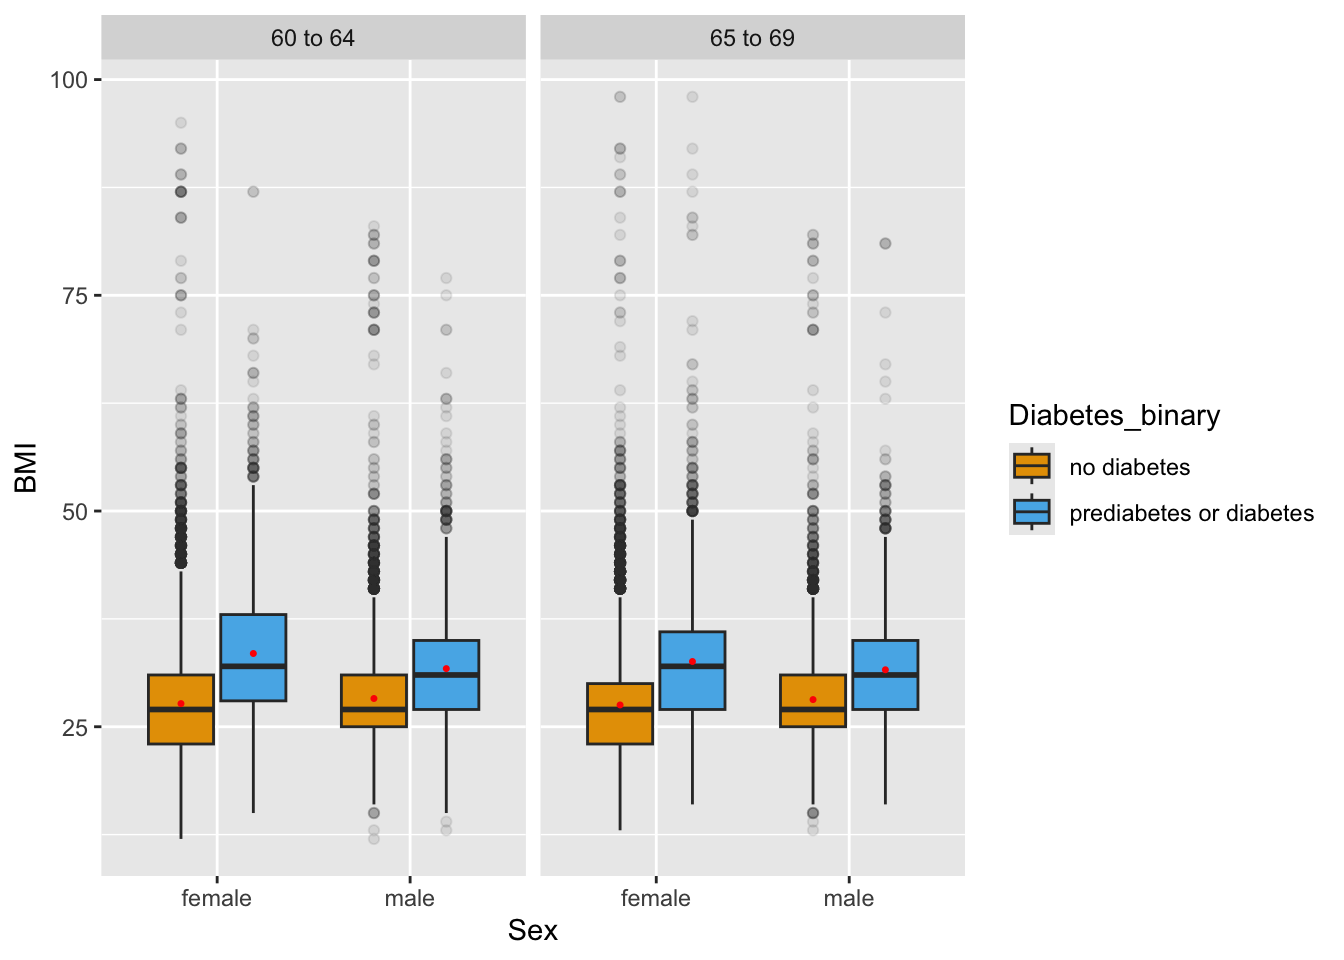 60 to 64
65 to 69
100
75
50
25
BMI
female
male
female
male
Sex
Diabetes_binary
no diabetes
prediabetes or diabetes